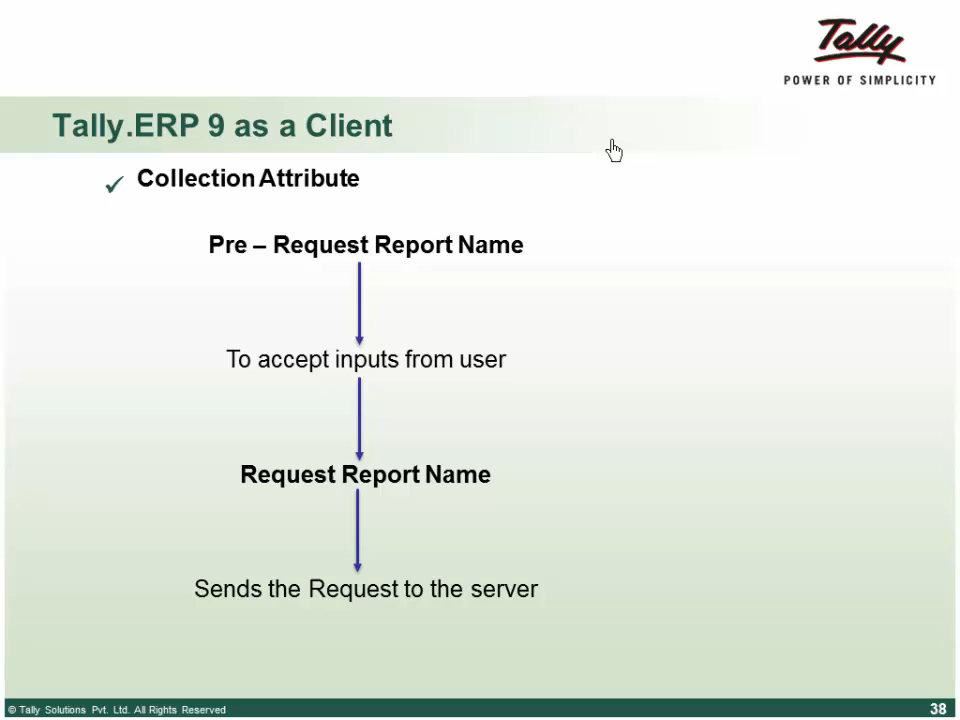 Tally
POWER OF SIMPLICITY
Tally.ERP 9 as a Client
✓ Collection Attribute
Pre – Request Report Name
To accept inputs from user
Request Report Name
Sends the Request to the server
© Tally Solutions Pvt. Ltd. All Rights Reserved
38